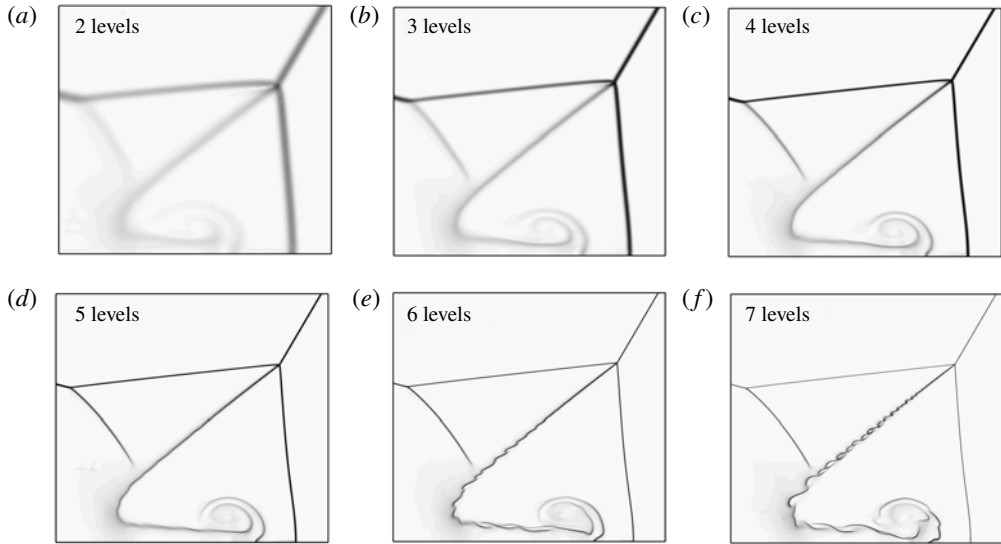 (a) 2 levels
(b) 3 levels
(c) 4 levels
(d) 5 levels
(e) 6 levels
(f) 7 levels